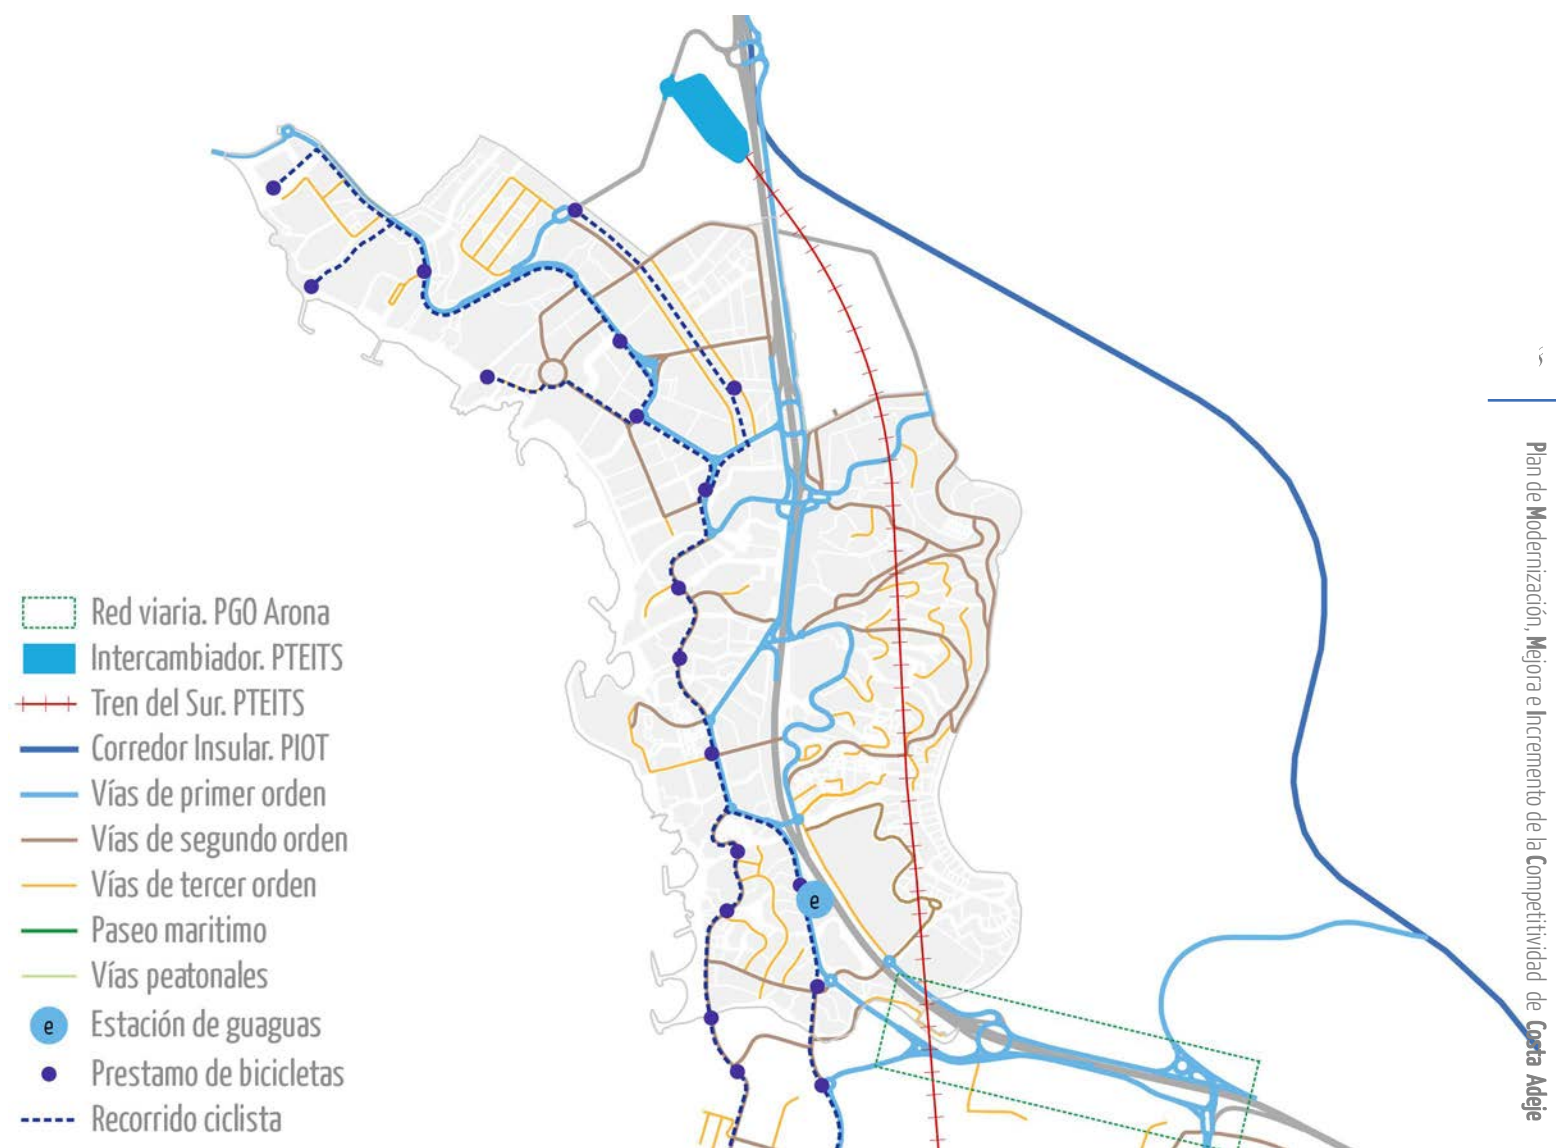 Red viaria. PGO Arona
Intercambiador. PTEITS
Tren del Sur. PTEITS
Corredor Insular. PIOT
Vías de primer orden
Vías de segundo orden
Vías de tercer orden
Paseo maritimo
Vías peatonales
e Estación de guaguas
Prestamo de bicicletas
Recorrido ciclista
e
Plan de Modernización, Mejora e Incremento de la Competitividad de Costa Adeje